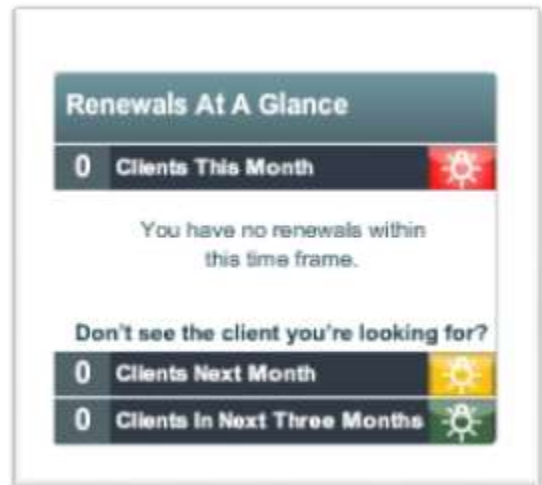 Renewals At A Glance
0 Clients This Month
You have no renewals within
this time frame.
Don't see the client you're looking for?
0 Clients Next Month
0 Clients In Next Three Months